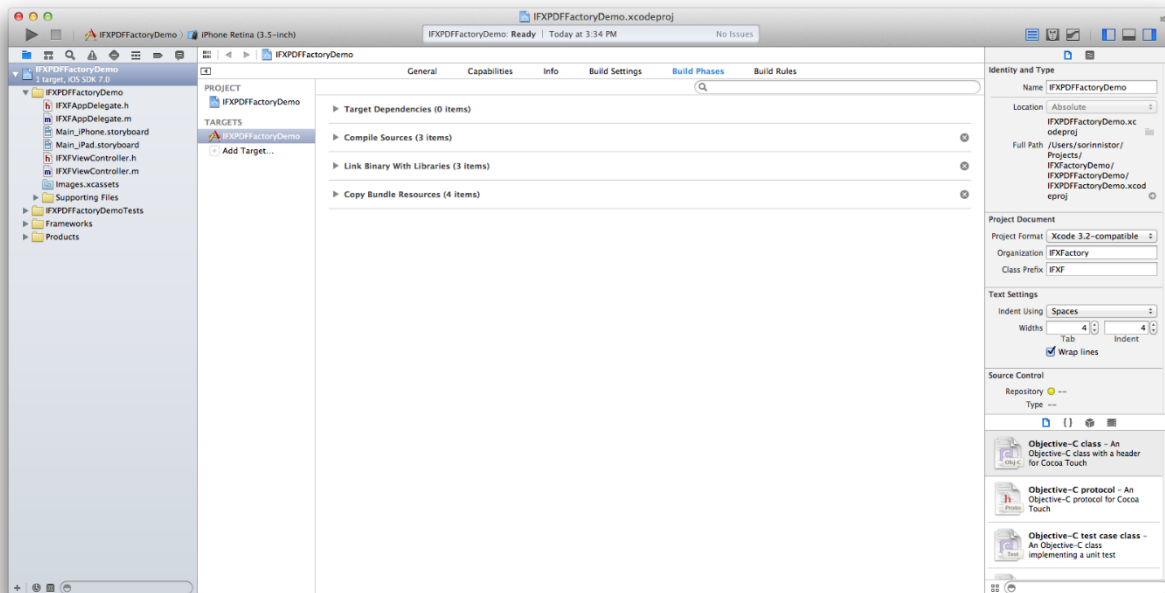 IFXPDFFactoryDemo.xcodeproj
IFXPDFFactoryDemo
iPhone Retina (3.5-inch)
IFXPDFFactoryDemo: Ready | Today at 3:34 PM
No Issues
IFXPDFFactoryDemo
1 target, iOS SDK 7.0
IFXPDFFactoryDemo
IFXFAppDelegate.h
IFXFAppDelegate.m
Main_iPhone.storyboard
Main_iPad.storyboard
IFXFViewController.h
IFXFViewController.m
Images.xcassets
Supporting Files
IFXPDFFactoryDemoTests
Frameworks
Products
IFXPDFFactoryDemo
General Capabilities Info Build Settings Build Phases Build Rules
PROJECT
IFXPDFFactoryDemo
TARGETS
IFXPDFFactoryDemo
Add Target...
Target Dependencies (0 items)
Compile Sources (3 items)
Link Binary With Libraries (3 items)
Copy Bundle Resources (4 items)
Identity and Type
Name IFXPDFFactoryDemo
Location Absolute
IFXPDFFactoryDemo.xc
odeproj
Full Path /Users/sorinnistor/
Projects/
IFXFactoryDemo/
IFXPDFFactoryDemo/
IFXPDFFactoryDemo.xcod
eproj
Project Document
Project Format Xcode 3.2-compatible
Organization IFXFactory
Class Prefix IFXF
Text Settings
Indent Using Spaces
Widths 4 4
Tab Indent
Wrap lines
Source Control
Repository --
Type --
{ }
Objective-C class - An
Objective-C class with a header
for Cocoa Touch
Obj-C
Objective-C protocol - An
Objective-C protocol for Cocoa
Touch
h
Proto
Objective-C test case class -
An Objective-C class
implementing a unit test
Test